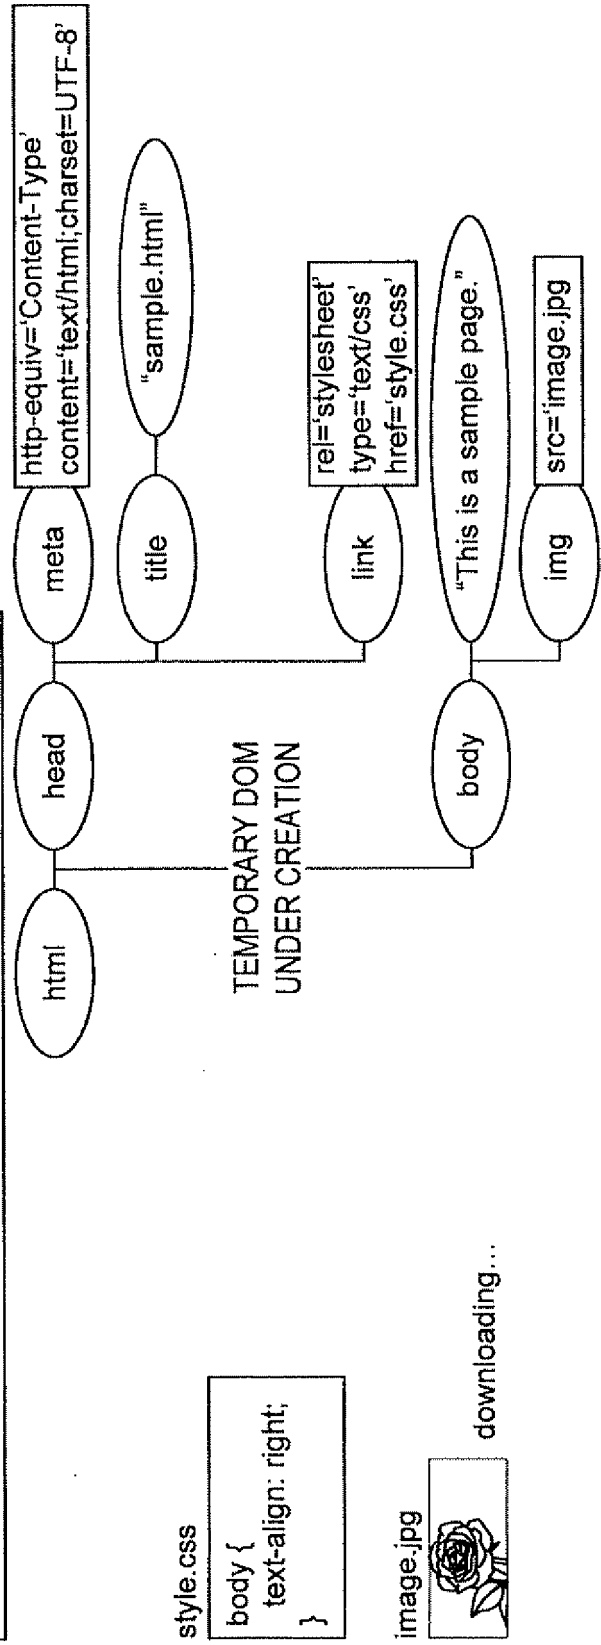 style.css
body {
text-align: right;
}
image.jpg
downloading...
TEMPORARY DOM
UNDER CREATION
html
head
meta
http-equiv=‘Content-Type’
content=‘text/html;charset=UTF-8’
title
“sample.html”
link
rel=‘stylesheet’
type=‘text/css’
href=‘style.css’
body
“This is a sample page.”
img
src=‘image.jpg